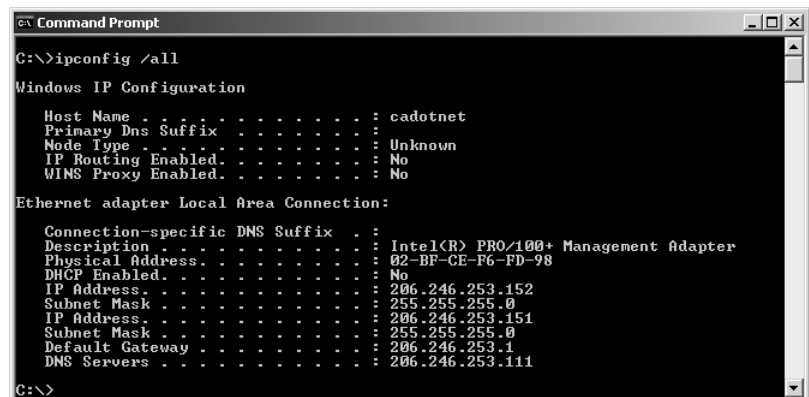 Command Prompt
C:\>ipconfig /all
Windows IP Configuration
Host Name . . . . . . . . . . . . : cadotnet
Primary Dns Suffix . . . . . . . :
Node Type . . . . . . . . . . . . : Unknown
IP Routing Enabled. . . . . . . . : No
WINS Proxy Enabled. . . . . . . . : No
Ethernet adapter Local Area Connection:
Connection-specific DNS Suffix . :
Description . . . . . . . . . . . : Intel(R) PRO/100+ Management Adapter
Physical Address. . . . . . . . . : 02-BF-CE-F6-FD-98
DHCP Enabled. . . . . . . . . . . : No
IP Address. . . . . . . . . . . . : 206.246.253.152
Subnet Mask . . . . . . . . . . . : 255.255.255.0
IP Address. . . . . . . . . . . . : 206.246.253.151
Subnet Mask . . . . . . . . . . . : 255.255.255.0
Default Gateway . . . . . . . . . : 206.246.253.1
DNS Servers . . . . . . . . . . . : 206.246.253.111
C:\>